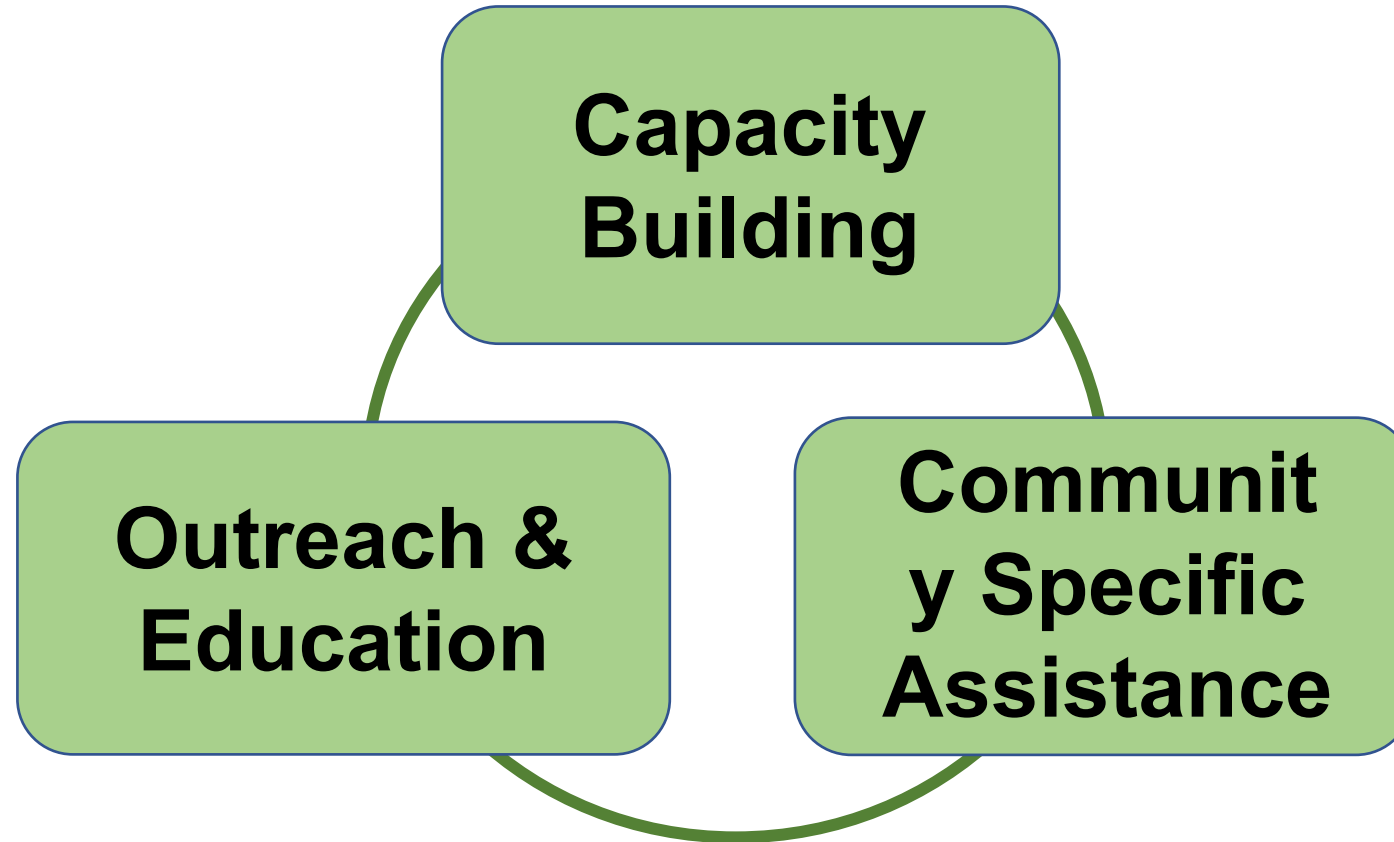 Capacity
Building
Outreach &
Education
Communit
y Specific
Assistance